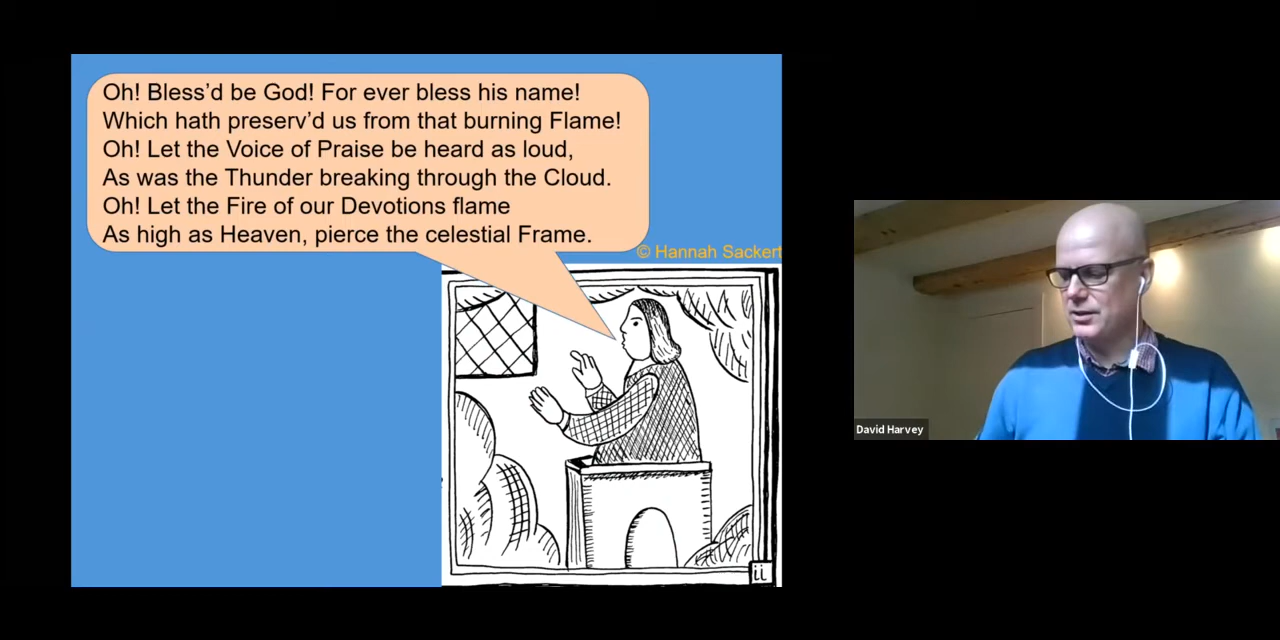 Oh! Bless’d be God! For ever bless his name!
Which hath preserv’d us from that burning Flame!
Oh! Let the Voice of Praise be heard as loud,
As was the Thunder breaking through the Cloud.
Oh! Let the Fire of our Devotions flame
As high as Heaven, pierce the celestial Frame.
© Hannah Sackert
ii
David Harvey